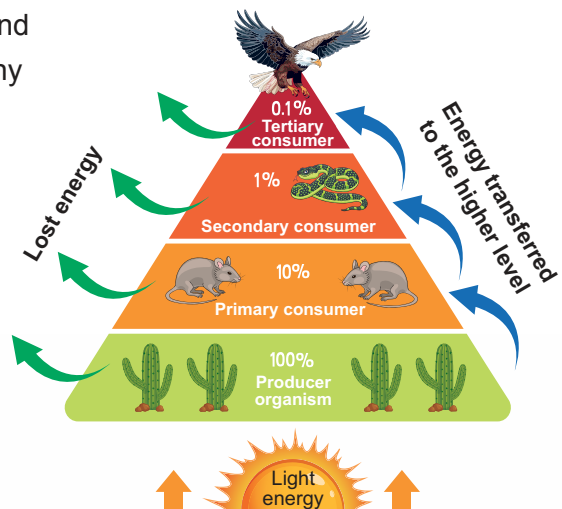 nd
ny
0.1%
Tertiary
consumer
1%
Secondary consumer
10%
Primary consumer
100%
Producer
organism
Lost energy
Energy transferred
to the higher level
Light
energy